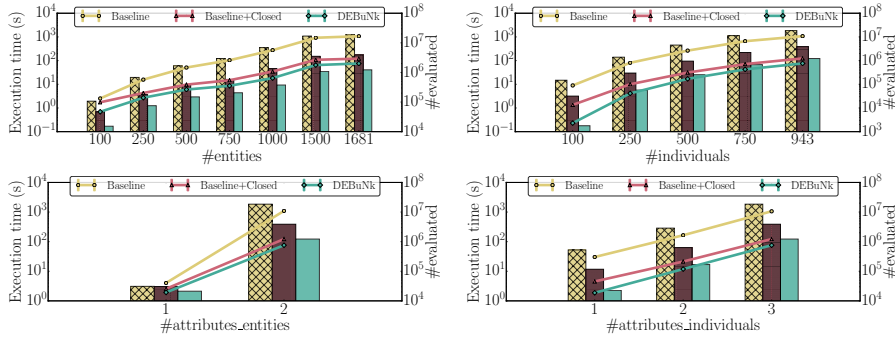 Baseline Baseline+Closed DEBuNk
Execution time (s)
10^4
10^3
10^2
10^1
10^0
10^-1
10^8
10^7
10^6
10^5
10^4
#evaluated
100 250 500 750 1000 1500 1681
#entities
Baseline Baseline+Closed DEBuNk
Execution time (s)
10^4
10^3
10^2
10^1
10^0
10^-1
10^8
10^7
10^6
10^5
10^4
10^3
#evaluated
100 250 500 750 943
#individuals
Baseline Baseline+Closed DEBuNk
Execution time (s)
10^4
10^3
10^2
10^1
10^0
10^8
10^7
10^6
10^5
10^4
#evaluated
1 2
#attributes_entities
Baseline Baseline+Closed DEBuNk
Execution time (s)
10^4
10^3
10^2
10^1
10^0
10^8
10^7
10^6
10^5
10^4
#evaluated
1 2 3
#attributes_individuals